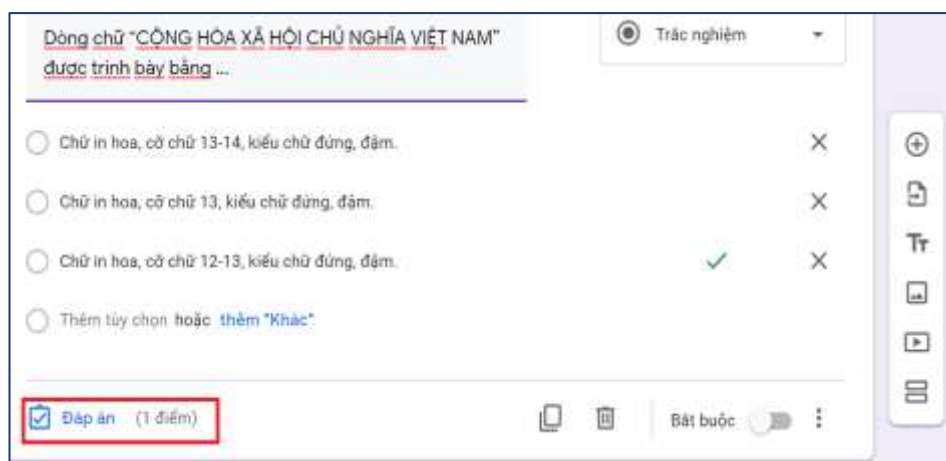 Dòng chữ “CỘNG HÒA XÃ HỘI CHỦ NGHĨA VIỆT NAM”
được trình bày bằng ...
Trắc nghiệm
Chữ in hoa, cỡ chữ 13-14, kiểu chữ đứng, đậm.
Chữ in hoa, cỡ chữ 13, kiểu chữ đứng, đậm.
Chữ in hoa, cỡ chữ 12-13, kiểu chữ đứng, đậm.
Thêm tùy chọn hoặc thêm "Khác"
Đáp án (1 điểm)
Bắt buộc
Tт